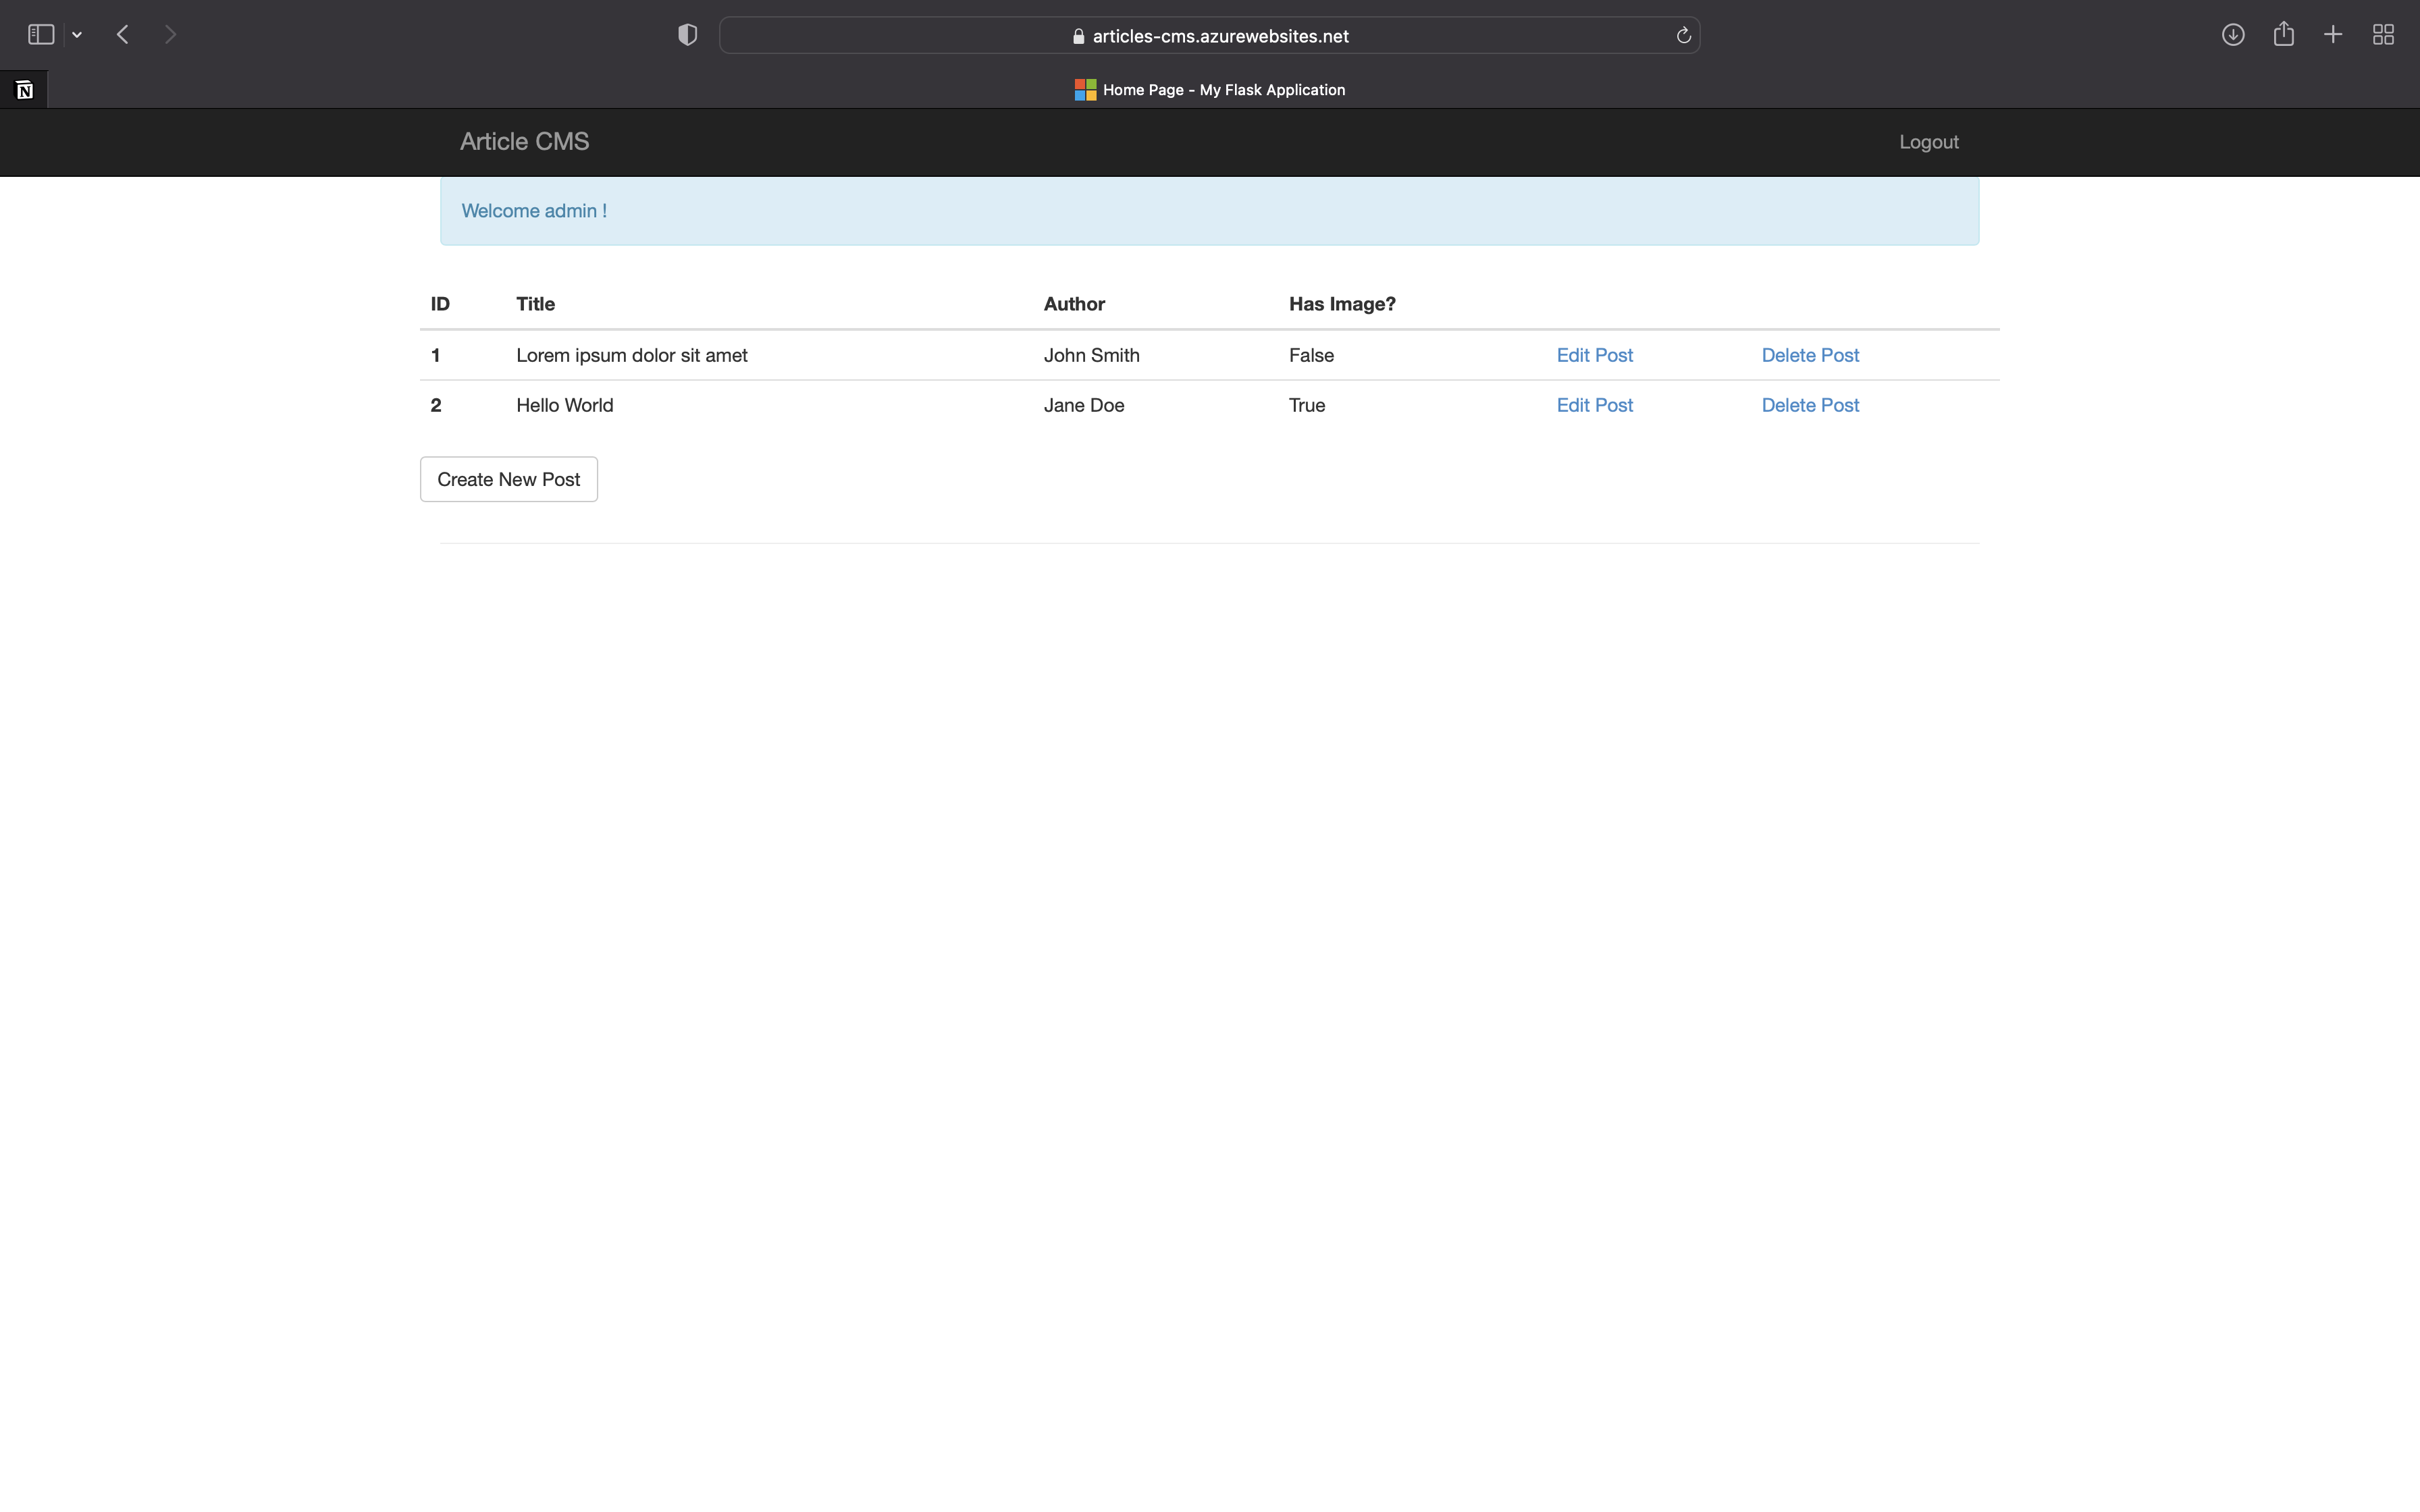 articles-cms.azurewebsites.net
N
Home Page - My Flask Application
Article CMS Logout
Welcome admin !
ID Title Author Has Image?
1 Lorem ipsum dolor sit amet John Smith False Edit Post Delete Post
2 Hello World Jane Doe True Edit Post Delete Post
Create New Post